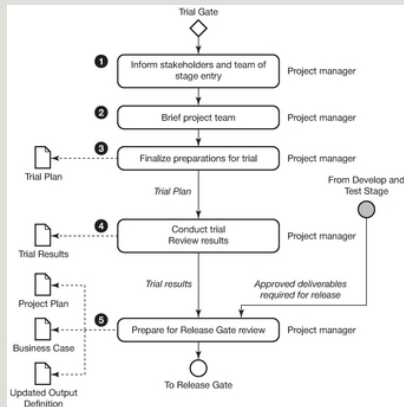 Trial Gate
1
Inform stakeholders and team of
stage entry
Project manager
2
Brief project team
Project manager
3
Finalize preparations for trial
Project manager
Trial Plan
Trial Plan
From Develop and
Test Stage
4
Conduct trial
Review results
Project manager
Trial Results
Trial results
Approved deliverables
required for release
Project Plan
5
Prepare for Release Gate review
Project manager
Business Case
Updated Output
Definition
To Release Gate